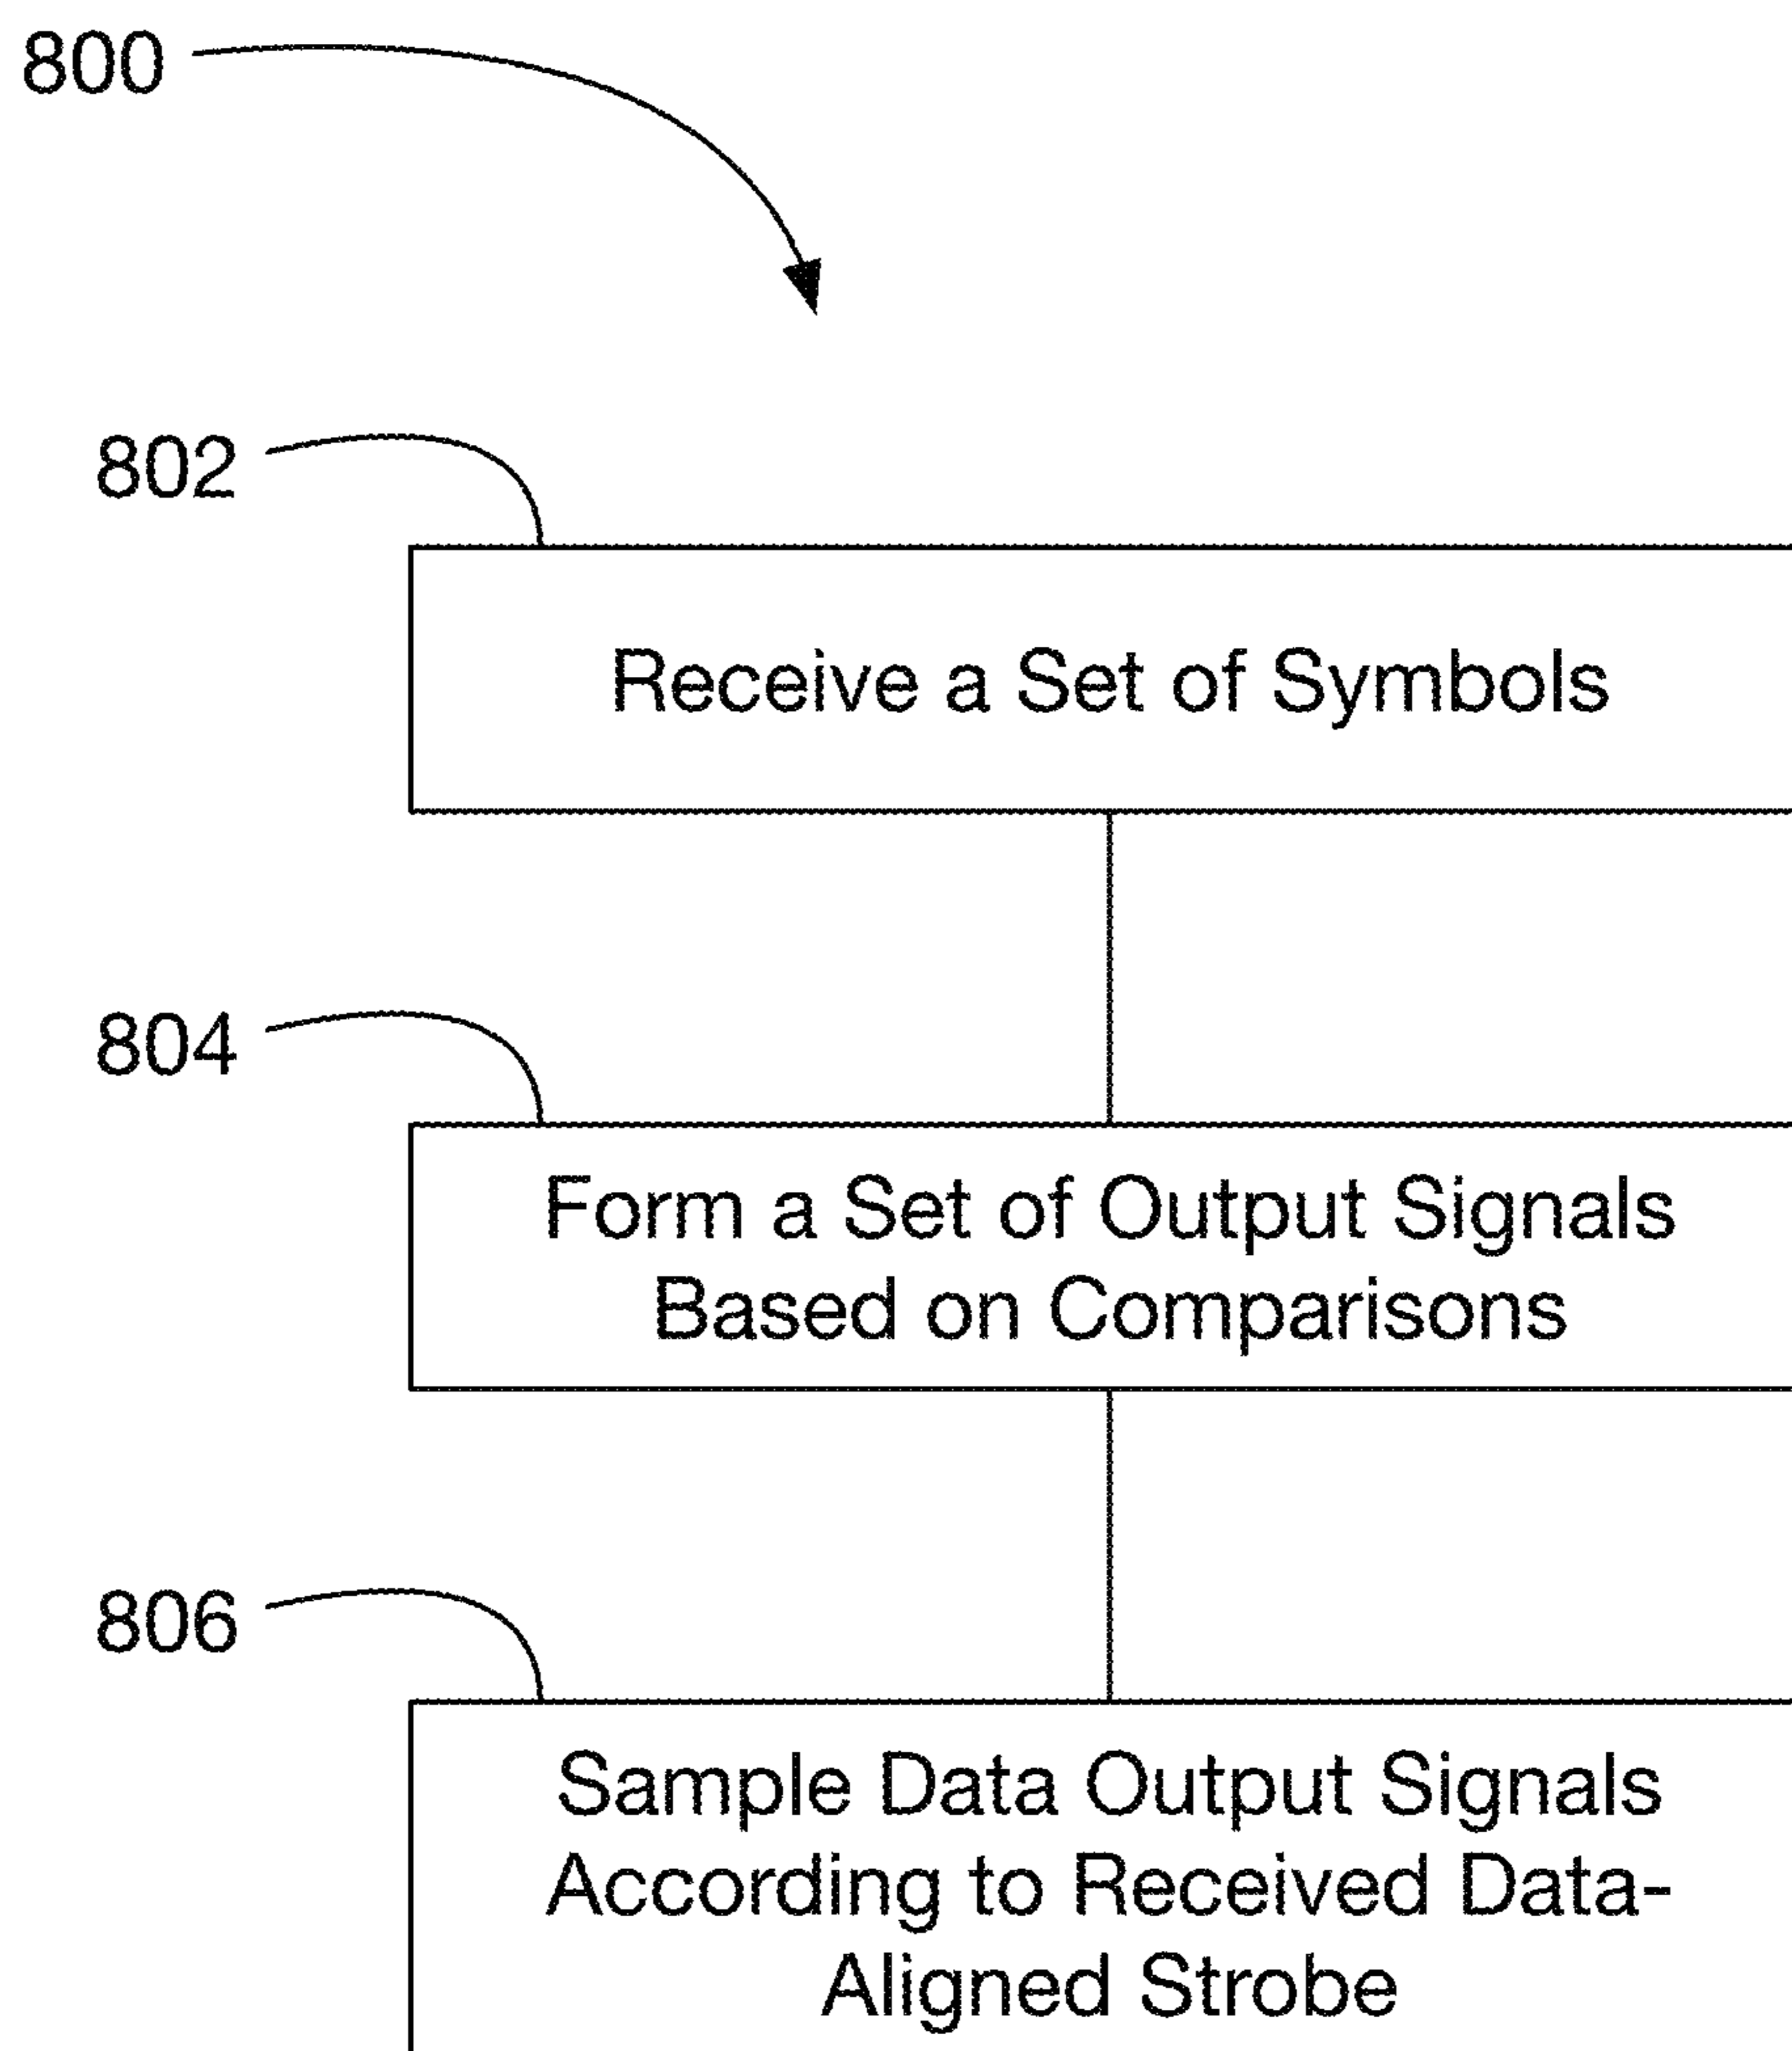 800
802
Receive a Set of Symbols
804
Form a Set of Output Signals
Based on Comparisons
806
Sample Data Output Signals
According to Received Data-
Aligned Strobe